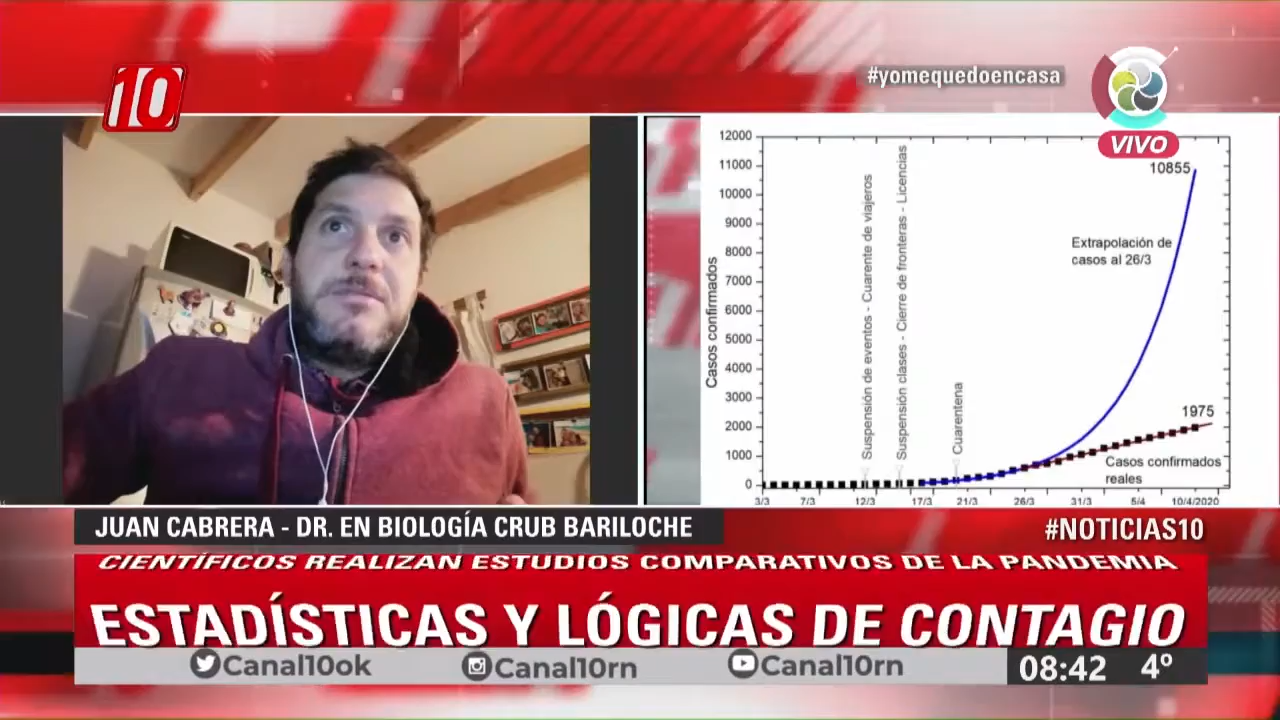 10
#yomequedoencasa
VIVO
12000
11000
10000
9000
8000
7000
6000
5000
4000
3000
2000
1000
0
Casos confirmados
Suspensión de eventos - Cuarente de viajeros
Suspensión clases - Cierre de fronteras - Licencias
Cuarentena
10855
Extrapolación de
casos al 26/3
1975
Casos confirmados
reales
3/3 7/3 12/3 17/3 21/3 26/3 31/3 5/4 10/4/2020
JUAN CABRERA - DR. EN BIOLOGÍA CRUB BARILOCHE
#NOTICIAS10
CIENTÍFICOS REALIZAN ESTUDIOS COMPARATIVOS DE LA PANDEMIA
ESTADÍSTICAS Y LÓGICAS DE CONTAGIO
Canal10ok Canal10rn Canal10rn 08:42 4º